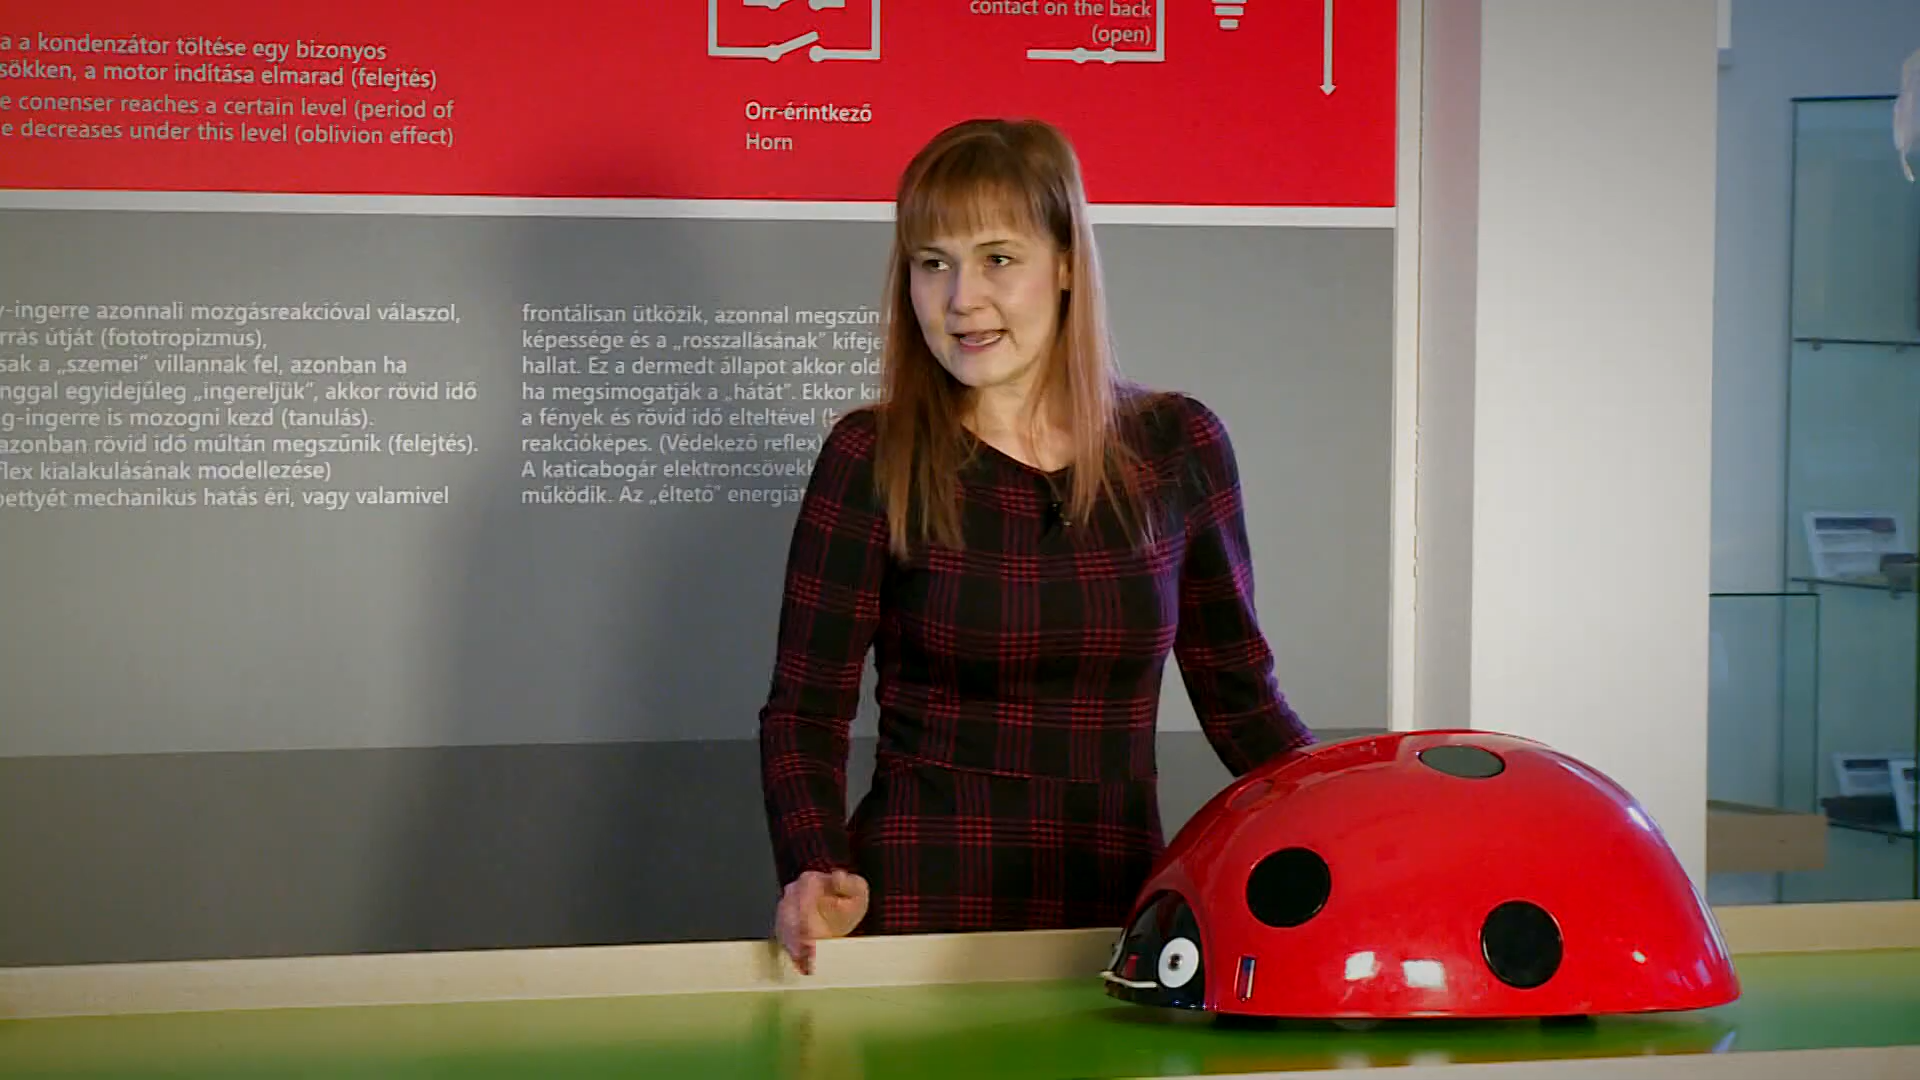 a a kondenzátor töltése egy bizonyos
sökken, a motor indítása elmarad (felejtés)
e conenser reaches a certain level (period of
e decreases under this level (oblivion effect)
contact on the back
(open)
Orr-érintkező
Horn
y-ingerre azonnali mozgásreakcióval válaszol,
rrás útját (fototropizmus),
sak a „szemei" villannak fel, azonban ha
nggal egyidejűleg „ingereljük", akkor rövid idő
g-ingerre is mozogni kezd (tanulás).
azonban rövid idő múltán megszűnik (felejtés).
flex kialakulásának modellezése)
pettyét mechanikus hatás éri, vagy valamivel
frontálisan ütközik, azonnal megszűn
képessége és a „rosszallásának" kifeje
hallat. Ez a dermedt állapot akkor old
ha megsimogatják a „hátát". Ekkor ki
a fények és rövid idő elteltével
reakcióképes. (Védekező reflex)
A katicabogár elektroncsövekk
működik. Az „éltető" energiát